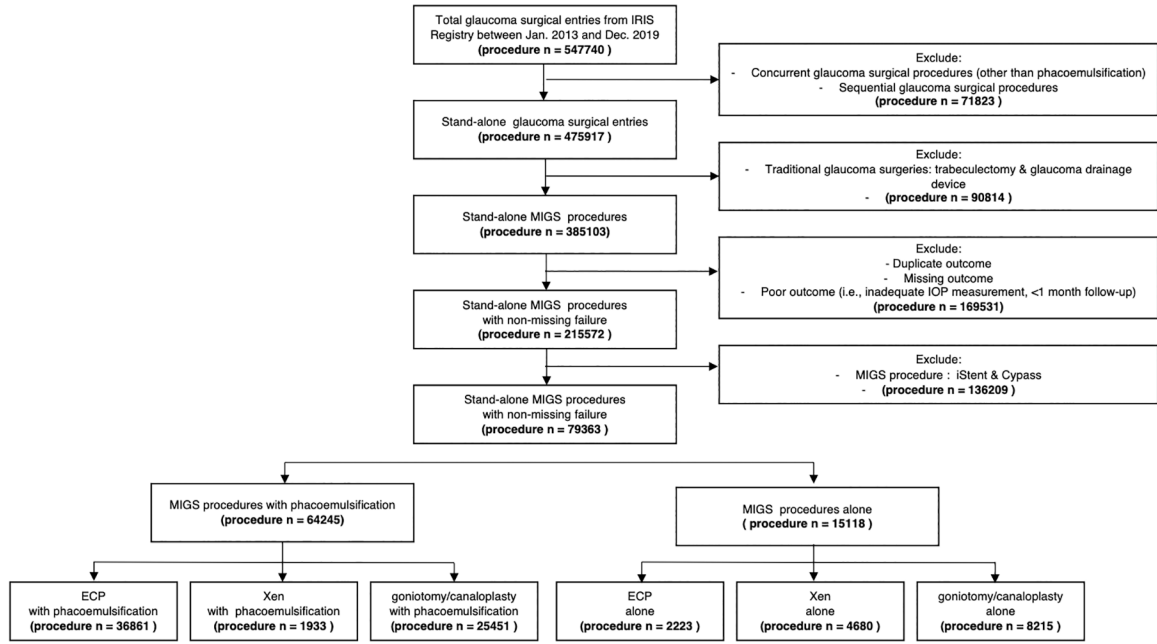 Total glaucoma surgical entries from IRIS
Registry between Jan. 2013 and Dec. 2019
(procedure n = 547740)
Exclude:
- Concurrent glaucoma surgical procedures (other than phacoemulsification)
- Sequential glaucoma surgical procedures
(procedure n = 71823)
Stand-alone glaucoma surgical entries
(procedure n = 475917)
Exclude:
- Traditional glaucoma surgeries: trabeculectomy & glaucoma drainage
device
- (procedure n = 90814 )
Stand-alone MIGS procedures
(procedure n = 385103)
Exclude:
- Duplicate outcome
- Missing outcome
- Poor outcome (i.e., inadequate IOP measurement, <1 month follow-up)
(procedure n = 169531)
Stand-alone MIGS procedures
with non-missing failure
(procedure n = 215572 )
Exclude:
- MIGS procedure : iStent & Cypass
- (procedure n = 136209 )
Stand-alone MIGS procedures
with non-missing failure
(procedure n = 79363 )
MIGS procedures with phacoemulsification
(procedure n = 64245)
MIGS procedures alone
( procedure n = 15118 )
ECP
with phacoemulsification
(procedure n = 36861)
Xen
with phacoemulsification
(procedure n = 1933)
goniotomy/canaloplasty
with phacoemulsification
(procedure n = 25451)
ECP
alone
(procedure n = 2223)
Xen
alone
(procedure n = 4680)
goniotomy/canaloplasty
alone
(procedure n = 8215)